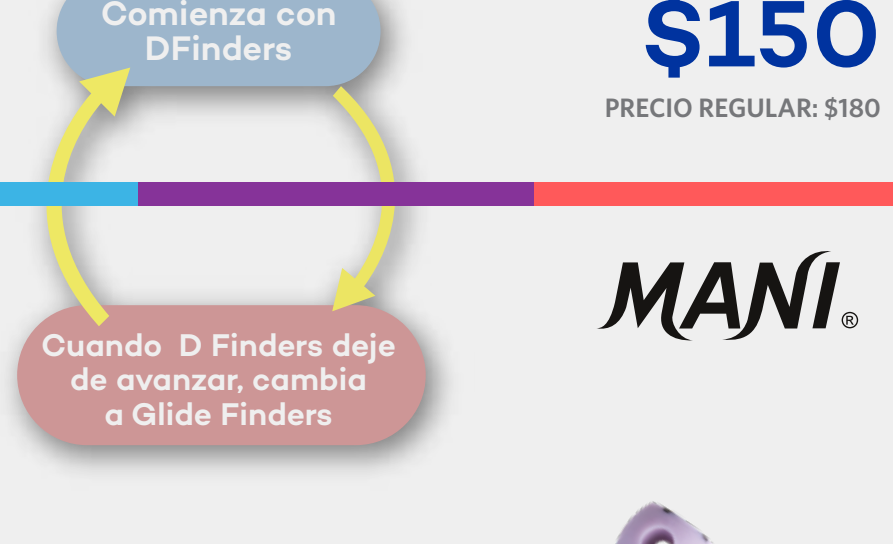 Comienza con
DFinders
$150
PRECIO REGULAR: $180
MANI®
Cuando  D Finders deje
de avanzar, cambia
a Glide Finders